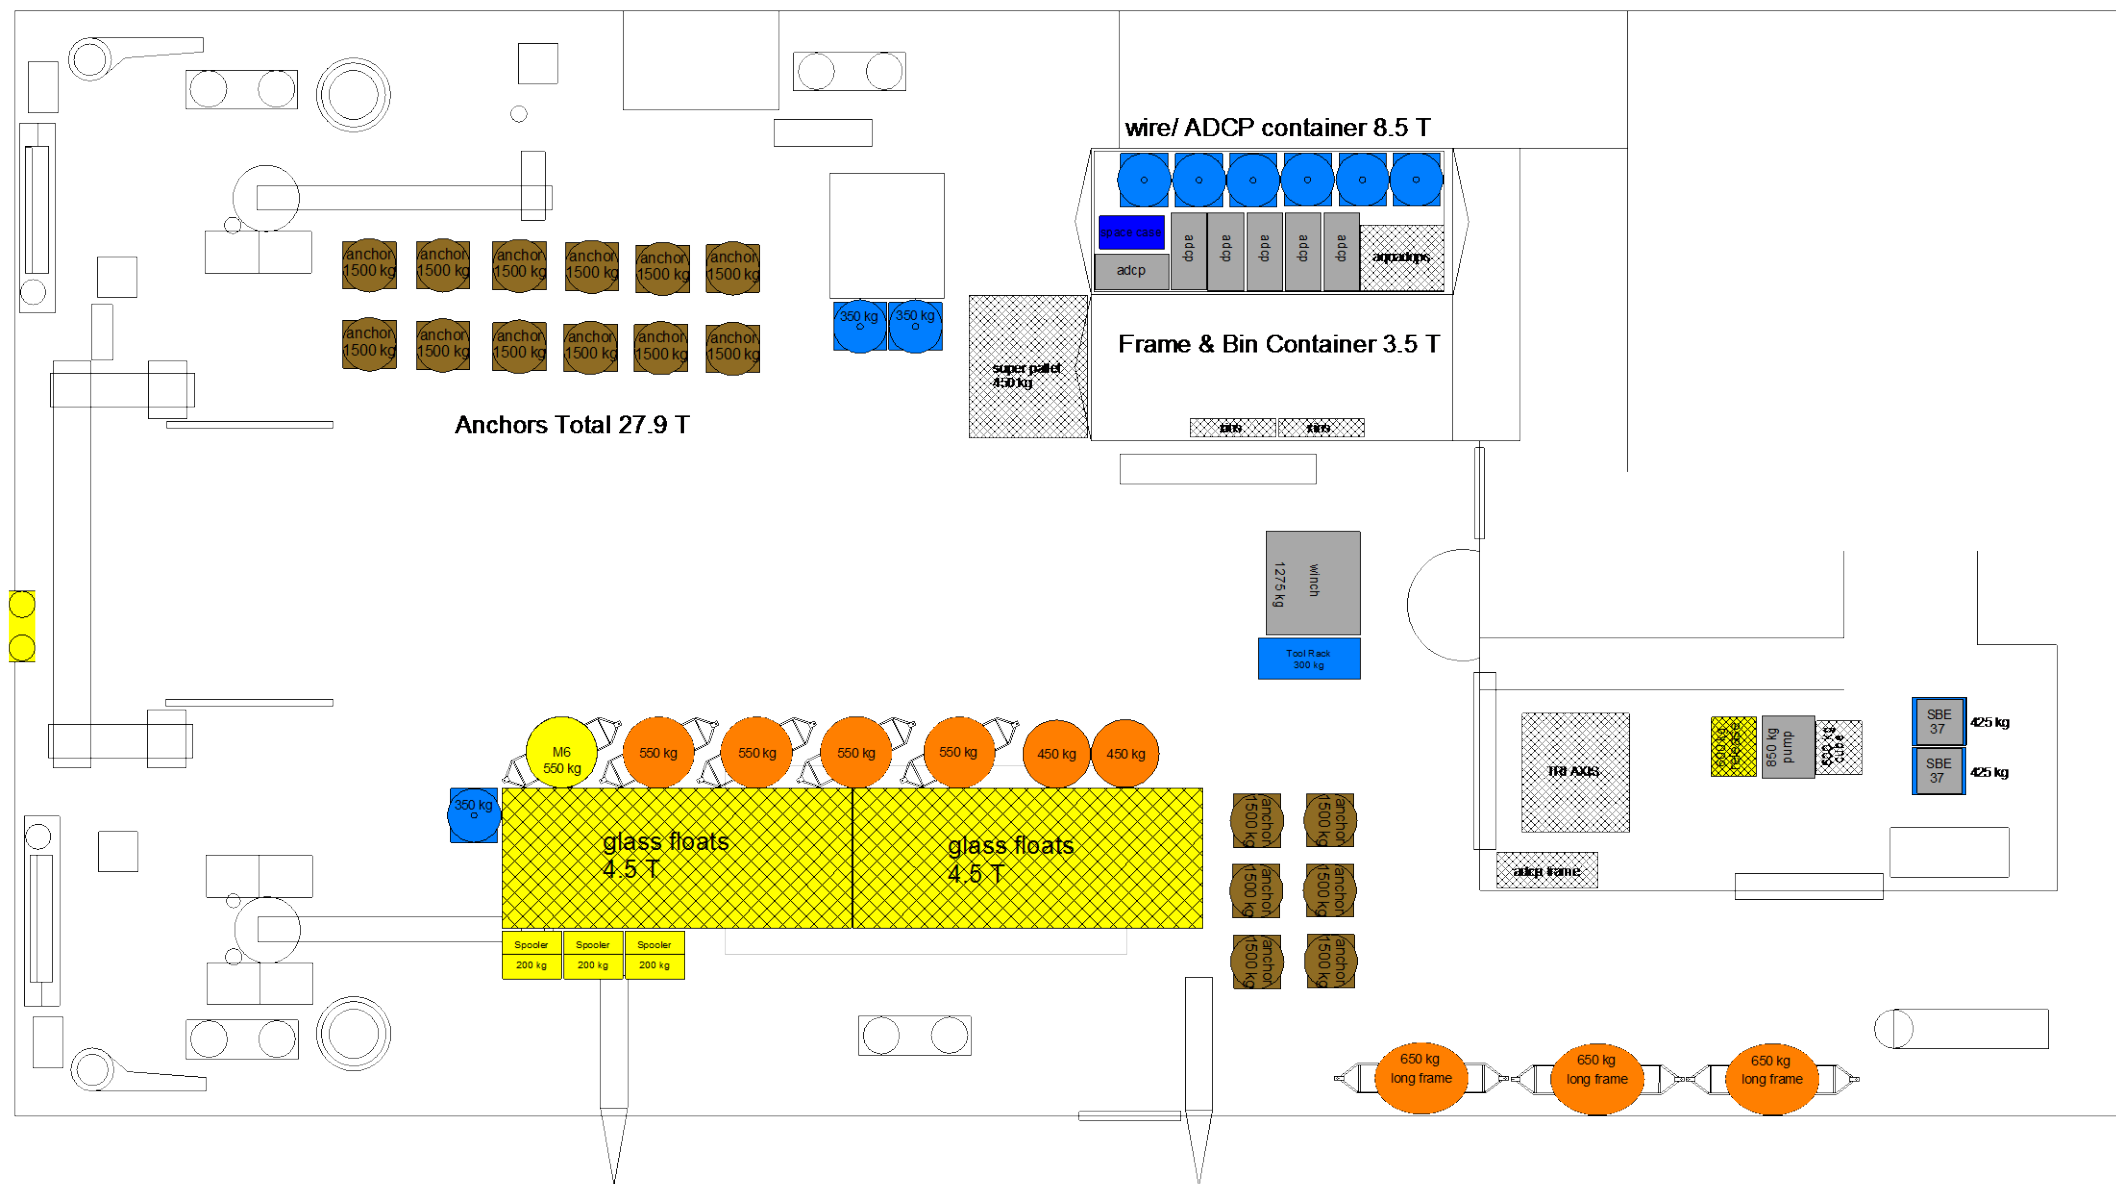 wire/ ADCP container 8.5 T
space case
adcp
adcp
adcp
adcp
adcp
adcp
aquadops
anchor
1500 kg
anchor
1500 kg
anchor
1500 kg
anchor
1500 kg
anchor
1500 kg
anchor
1500 kg
anchor
1500 kg
anchor
1500 kg
anchor
1500 kg
anchor
1500 kg
anchor
1500 kg
anchor
1500 kg
350 kg
350 kg
super pallet
450 kg
Frame & Bin Container 3.5 T
Anchors Total 27.9 T
winch
1275 kg
Tool Rack
300 kg
M6
550 kg
550 kg
550 kg
550 kg
550 kg
450 kg
450 kg
350 kg
glass floats
4.5 T
glass floats
4.5 T
Spooler
200 kg
Spooler
200 kg
Spooler
200 kg
anchor
1500 kg
anchor
1500 kg
anchor
1500 kg
anchor
1500 kg
anchor
1500 kg
anchor
1500 kg
TRI AXIS
adcp frame
release
850 kg
pump
cube
SBE
37
425 kg
SBE
37
425 kg
650 kg
long frame
650 kg
long frame
650 kg
long frame